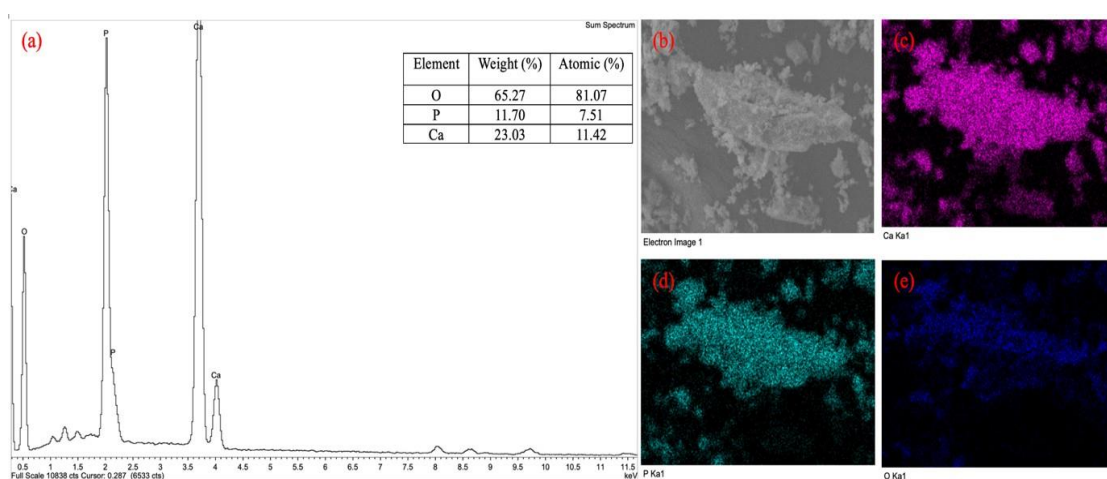 (a)
Sum Spectrum
Element Weight (%) Atomic (%)
O 65.27 81.07
P 11.70 7.51
Ca 23.03 11.42
Ca
P
Ca
O
P
Ca
0.5 1 1.5 2 2.5 3 3.5 4 4.5 5 5.5 6 6.5 7 7.5 8 8.5 9 9.5 10 10.5 11 11.5
Full Scale 10838 cts Cursor: 0.287 (6533 cts) keV
(b)
Electron Image 1
(c)
Ca Ka1
(d)
P Ka1
(e)
O Ka1